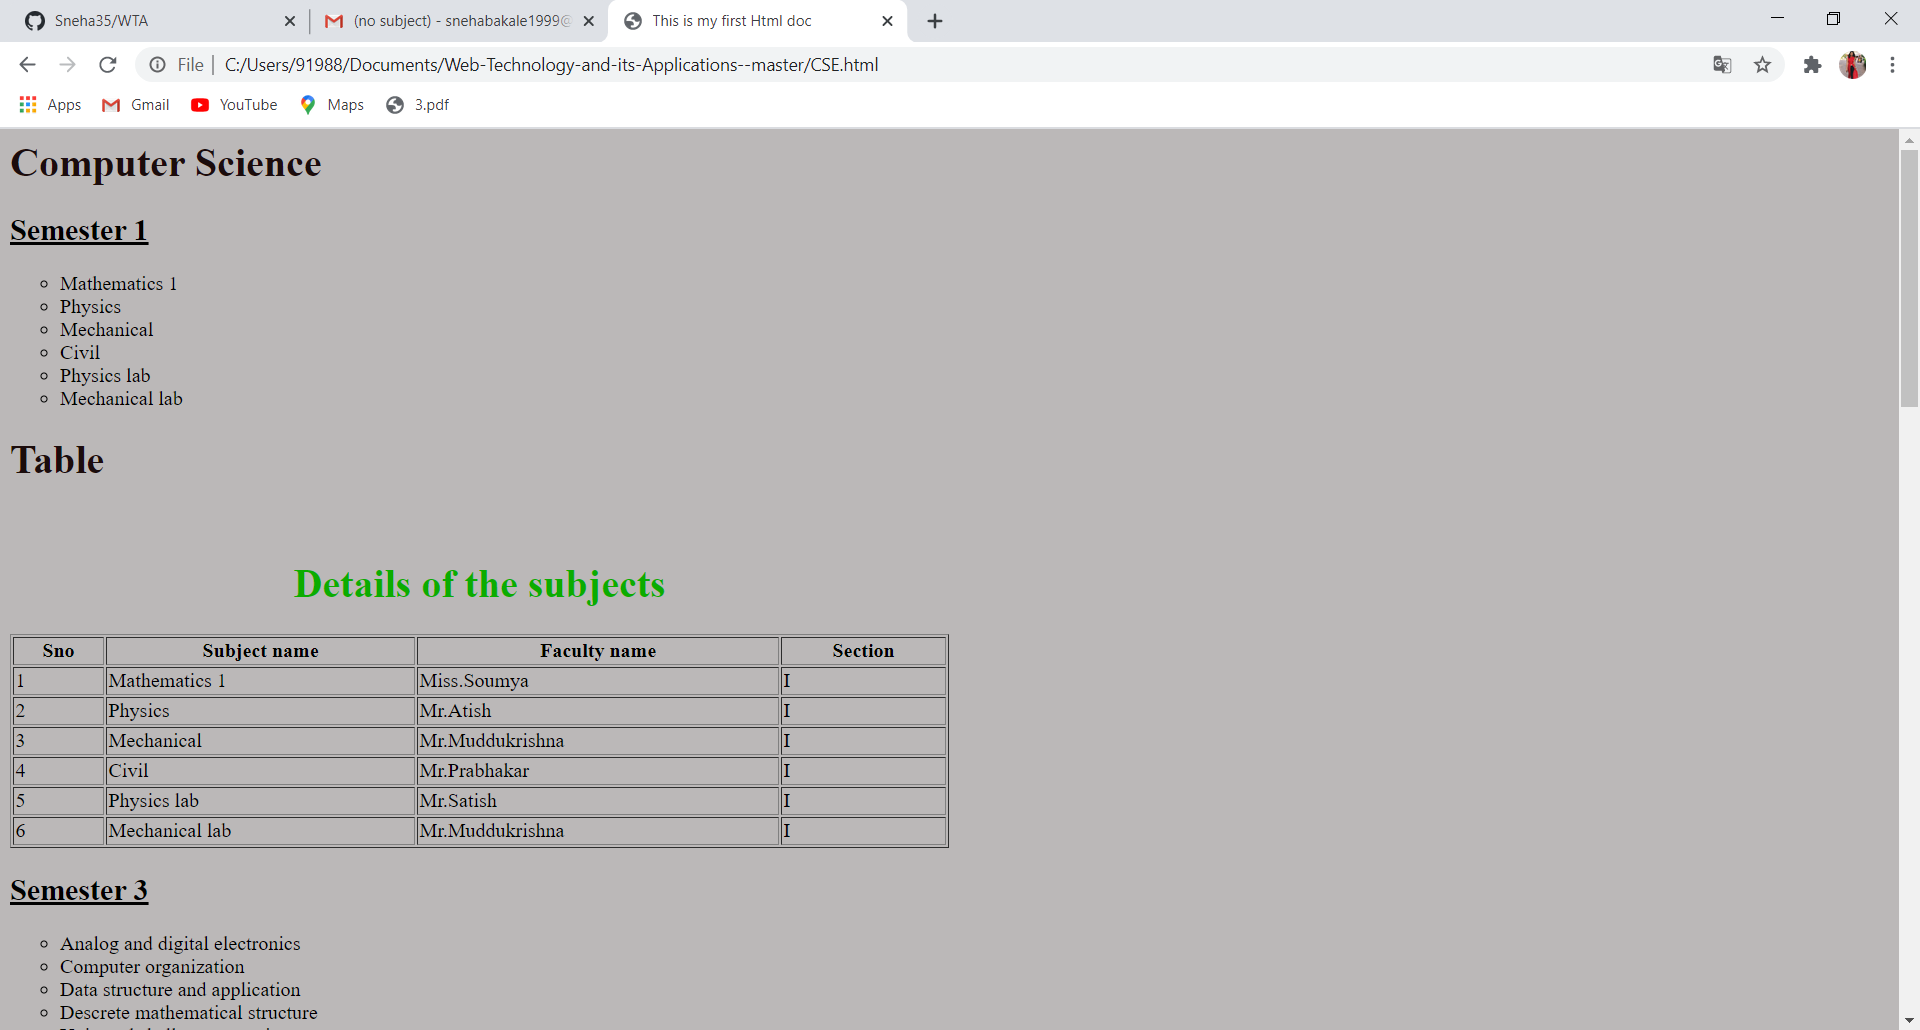 Sneha35/WTA
(no subject) - snehabakale1999@
This is my first Html doc
File
C:/Users/91988/Documents/Web-Technology-and-its-Applications--master/CSE.html
Apps Gmail YouTube Maps 3.pdf
Computer Science
Semester 1
Mathematics 1
Physics
Mechanical
Civil
Physics lab
Mechanical lab
Table
Details of the subjects
Sno Subject name Faculty name Section
1 Mathematics 1 Miss.Soumya I
2 Physics Mr.Atish I
3 Mechanical Mr.Muddukrishna I
4 Civil Mr.Prabhakar I
5 Physics lab Mr.Satish I
6 Mechanical lab Mr.Muddukrishna I
Semester 3
Analog and digital electronics
Computer organization
Data structure and application
Descrete mathematical structure